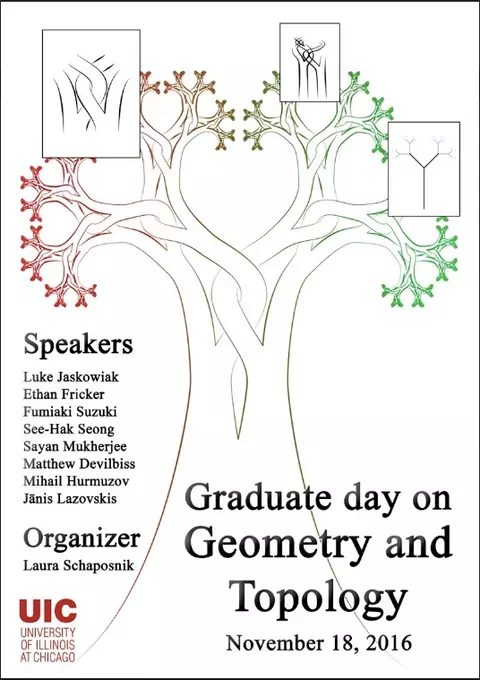 Speakers
Luke Jaskowiak
Ethan Fricker
Fumiaki Suzuki
See-Hak Seong
Sayan Mukherjee
Matthew Devilbiss
Mihail Hurmuzov
Jānis Lazovskis
Organizer
Laura Schaposnik
UIC
UNIVERSITY
OF ILLINOIS
AT CHICAGO
Graduate day on
Geometry and
Topology
November 18, 2016